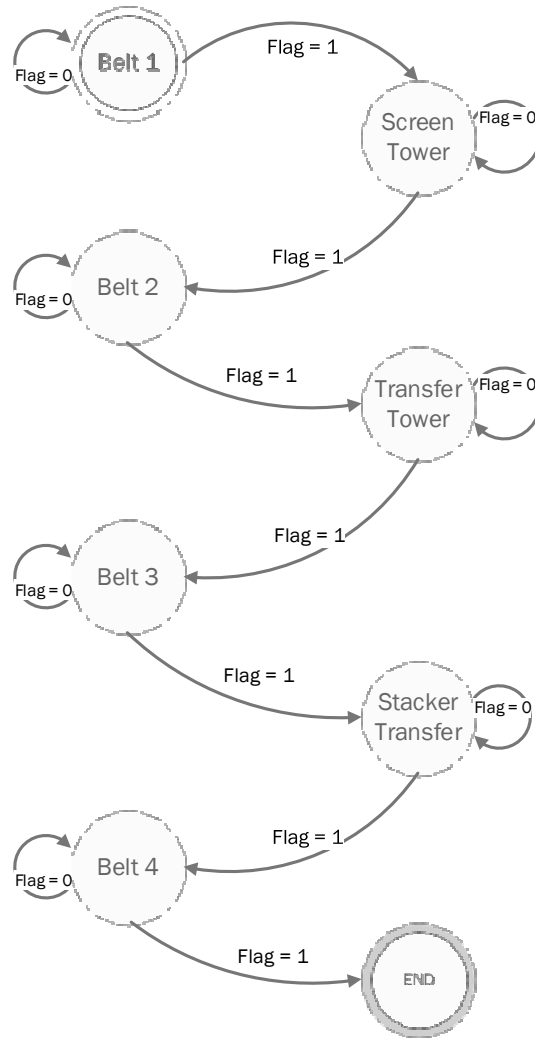 Belt 1
Flag = 0
Flag = 1
Screen
Tower
Flag = 0
Flag = 1
Belt 2
Flag = 0
Flag = 1
Transfer
Tower
Flag = 0
Flag = 1
Belt 3
Flag = 0
Flag = 1
Stacker
Transfer
Flag = 0
Flag = 1
Belt 4
Flag = 0
Flag = 1
END